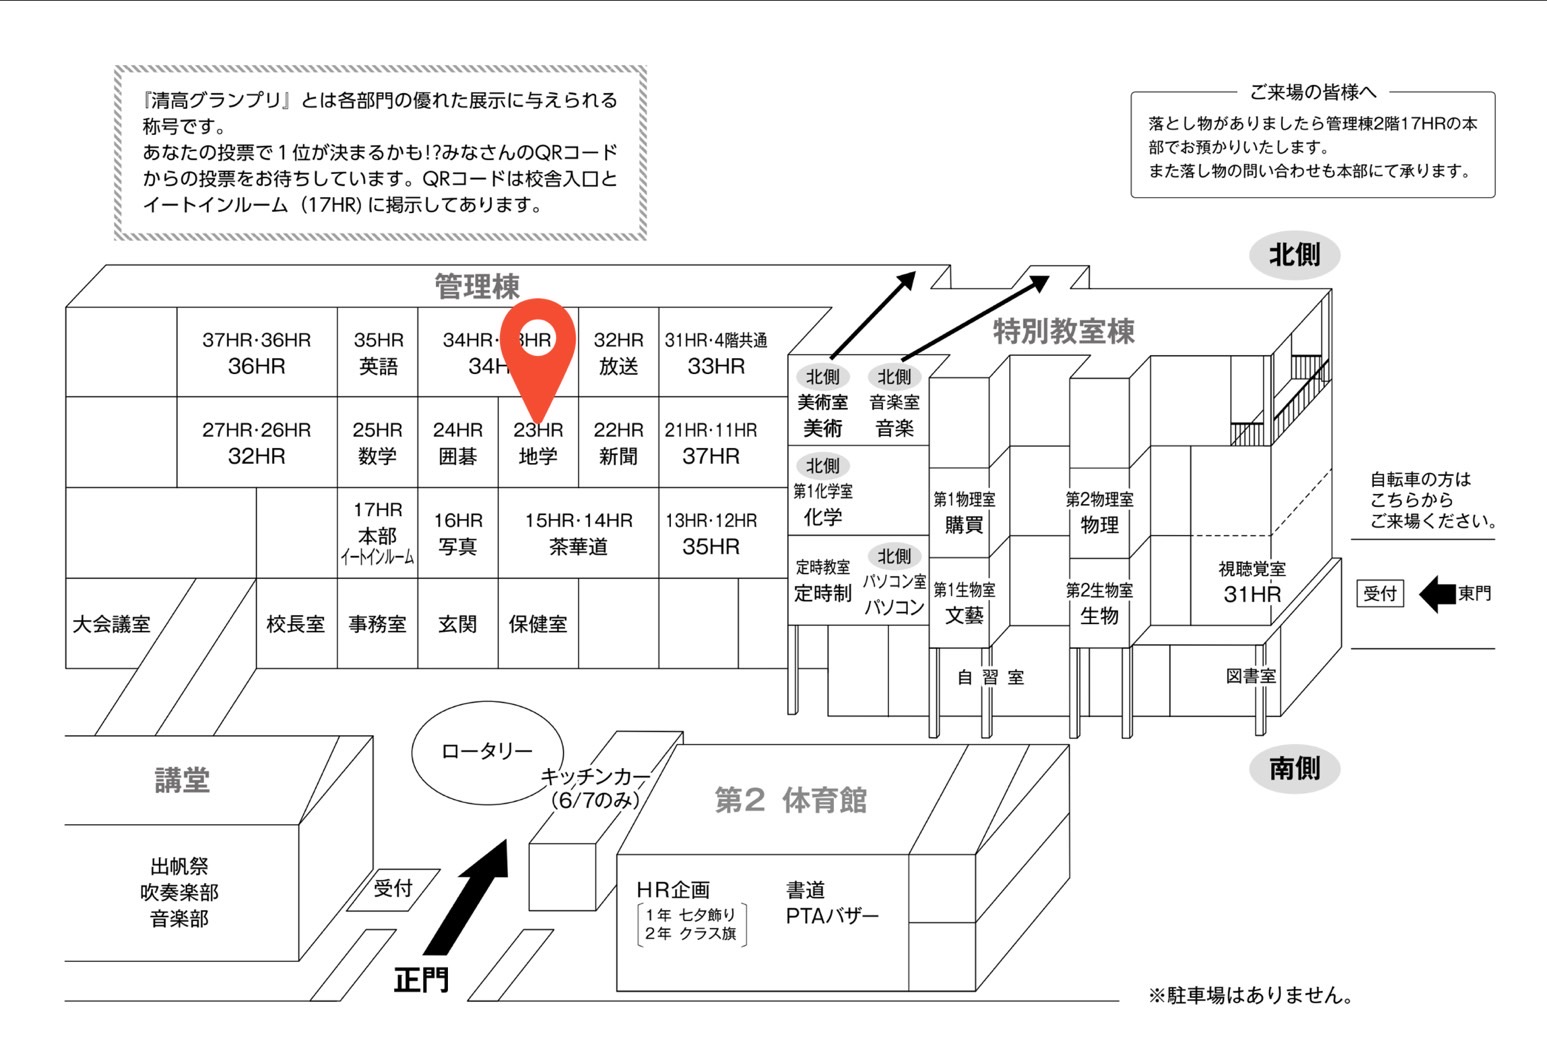 『清高グランプリ』とは各部門の優れた展示に与えられる
称号です。
あなたの投票で１位が決まるかも!?みなさんのQRコード
からの投票をお待ちしています。QRコードは校舎入口と
イートインルーム（17HR)に掲示してあります。
ご来場の皆様へ
落とし物がありましたら管理棟2階17HRの本
部でお預かりいたします。
また落し物の問い合わせも本部にて承ります。
北側
管理棟
37HR･36HR
36HR
35HR
英語
34HR･
34H
3HR
32HR
放送
31HR･4階共通
33HR
27HR･26HR
32HR
25HR
数学
24HR
囲碁
23HR
地学
22HR
新聞
21HR･11HR
37HR
17HR
本部
イートインルーム
16HR
写真
15HR･14HR
茶華道
13HR･12HR
35HR
大会議室
校長室
事務室
玄関
保健室
特別教室棟
北側
美術室
美術
北側
音楽室
音楽
北側
第1化学室
化学
第1物理室
購買
第2物理室
物理
定時教室
定時制
北側
パソコン室
パソコン
第1生物室
文藝
第2生物室
生物
視聴覚室
31HR
自習室
図書室
自転車の方は
こちらから
ご来場ください。
受付
東門
南側
講堂
出帆祭
吹奏楽部
音楽部
ロータリー
キッチンカー
(6/7のみ)
受付
正門
第2 体育館
HR企画
1年 七夕飾り
2年 クラス旗
書道
PTAバザー
※駐車場はありません。